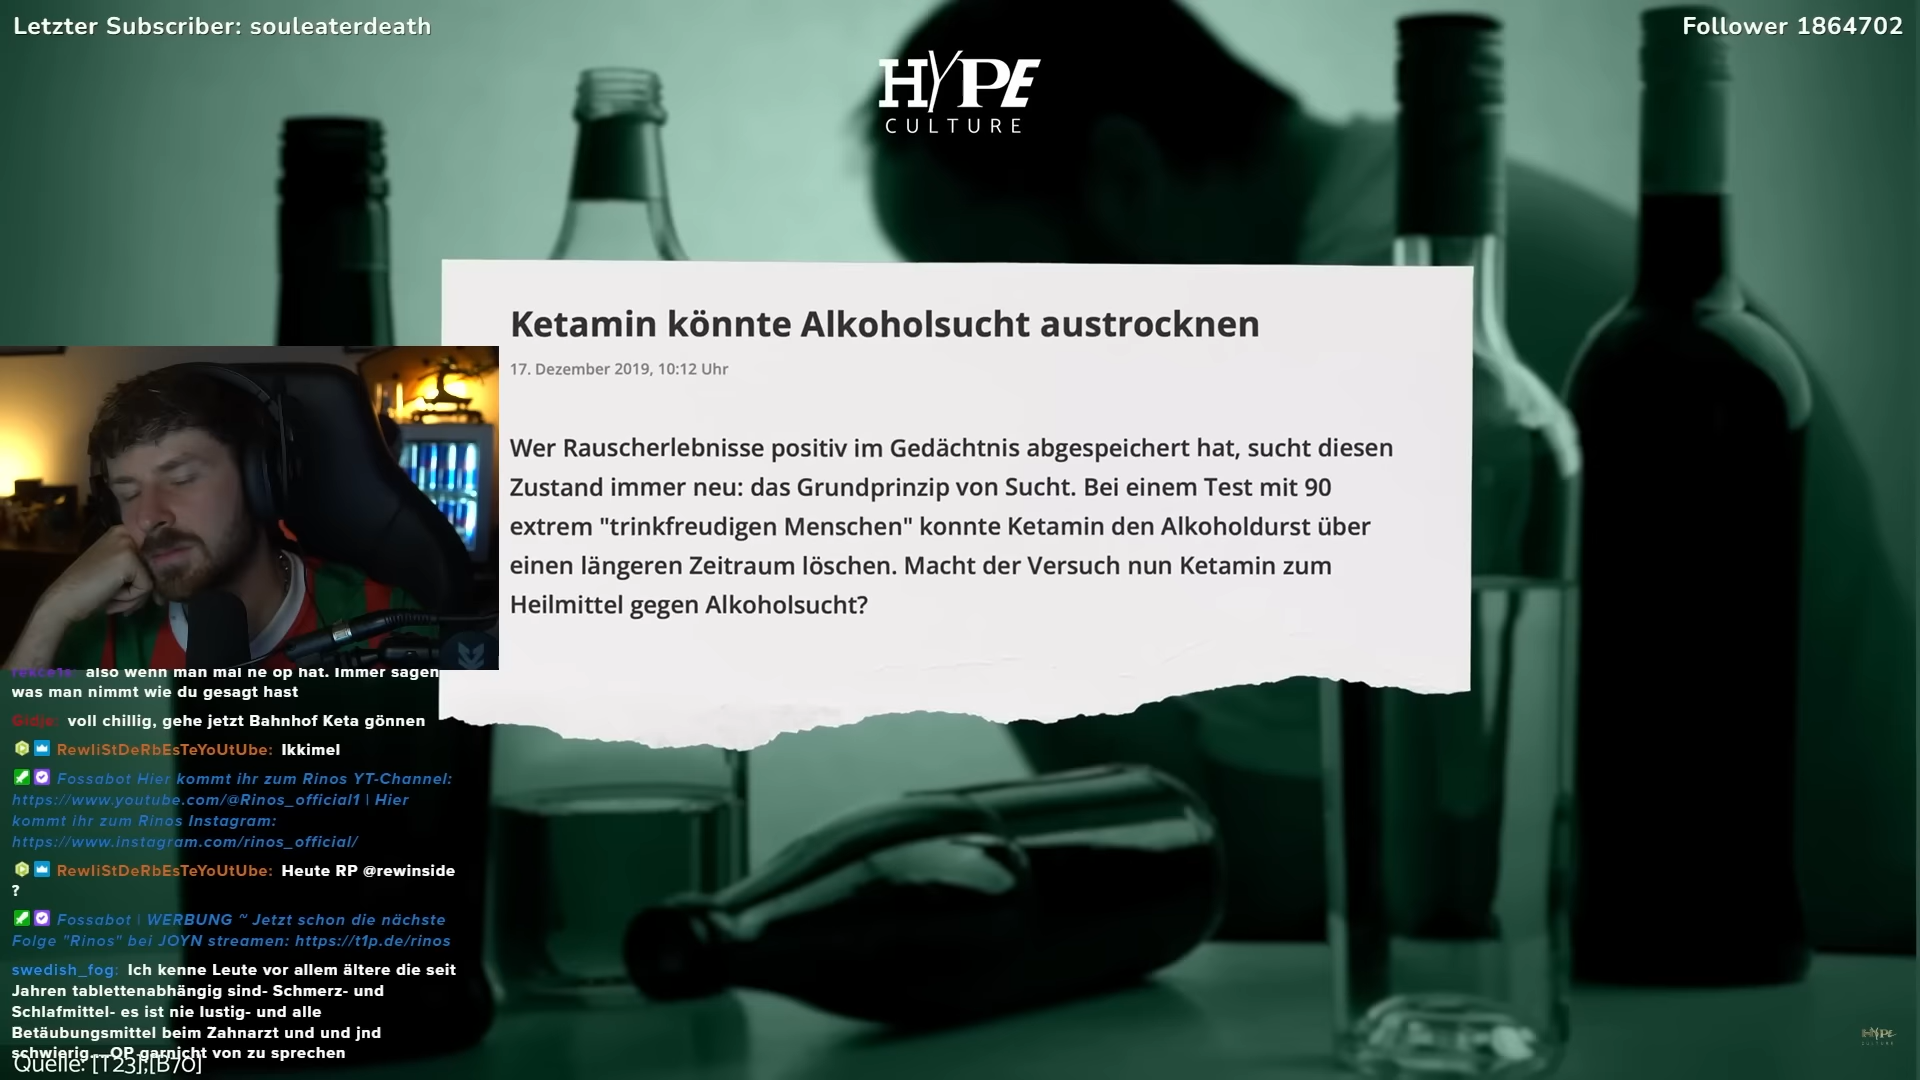 Letzter Subscriber: souleaterdeath
Follower 1864702
HYPE
CULTURE
Ketamin könnte Alkoholsucht austrocknen
17. Dezember 2019, 10:12 Uhr
Wer Rauscherlebnisse positiv im Gedächtnis abgespeichert hat, sucht diesen
Zustand immer neu: das Grundprinzip von Sucht. Bei einem Test mit 90
extrem "trinkfreudigen Menschen" konnte Ketamin den Alkoholdurst über
einen längeren Zeitraum löschen. Macht der Versuch nun Ketamin zum
Heilmittel gegen Alkoholsucht?
also wenn man mal ne op hat. Immer sagen
was man nimmt wie du gesagt hast
voll chillig, gehe jetzt Bahnhof Keta gönnen
RewIiStDeRbEsTeYoUtUbe: Ikkimel
Fossabot Hier kommt ihr zum Rinos YT-Channel:
https://www.youtube.com/@Rinos_official1 | Hier
kommt ihr zum Rinos Instagram:
https://www.instagram.com/rinos_official/
RewIiStDeRbEsTeYoUtUbe: Heute RP @rewinside
?
Fossabot | WERBUNG ~ Jetzt schon die nächste
Folge "Rinos" bei JOYN streamen: https://t1p.de/rinos
swedish_fog: Ich kenne Leute vor allem ältere die seit
Jahren tablettenabhängig sind- Schmerz- und
Schlafmittel- es ist nie lustig- und alle
Betäubungsmittel beim Zahnarzt und und jnd
schwierig....OP garnicht von zu sprechen
Quelle: [T23];[B70]
HYPE
CULTURE